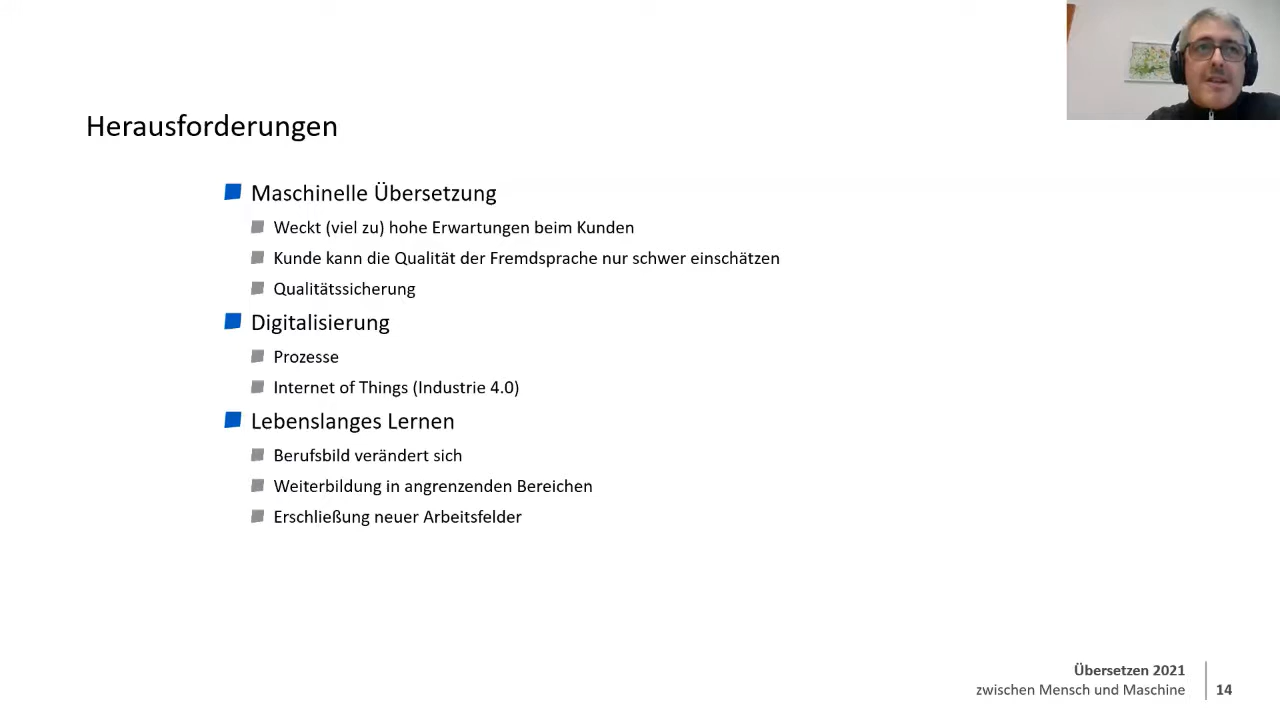 Herausforderungen
Maschinelle Übersetzung
Weckt (viel zu) hohe Erwartungen beim Kunden
Kunde kann die Qualität der Fremdsprache nur schwer einschätzen
Qualitätssicherung
Digitalisierung
Prozesse
Internet of Things (Industrie 4.0)
Lebenslanges Lernen
Berufsbild verändert sich
Weiterbildung in angrenzenden Bereichen
Erschließung neuer Arbeitsfelder
Übersetzen 2021
zwischen Mensch und Maschine
14